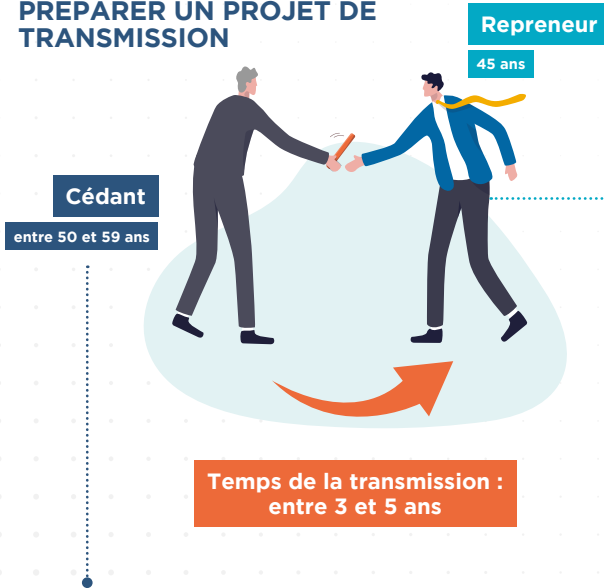 PRÉPARER UN PROJET DE
TRANSMISSION
Repreneur
45 ans
Cédant
entre 50 et 59 ans
Temps de la transmission :
entre 3 et 5 ans